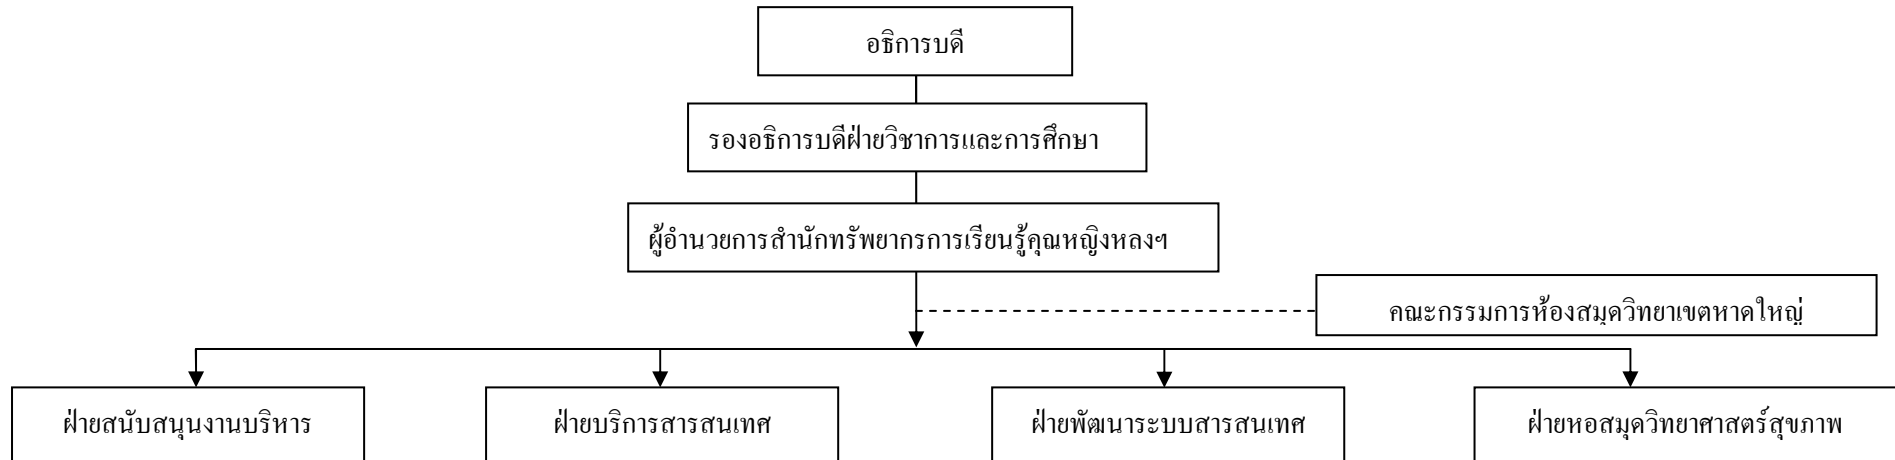 อธิการบดี
รองอธิการบดีฝ่ายวิชาการและการศึกษา
ผู้อำนวยการสำนักทรัพยากรการเรียนรู้คุณหญิงหลงฯ
คณะกรรมการห้องสมุดวิทยาเขตหาดใหญ่
ฝ่ายสนับสนุนงานบริหาร
ฝ่ายบริการสารสนเทศ
ฝ่ายพัฒนาระบบสารสนเทศ
ฝ่ายหอสมุดวิทยาศาสตร์สุขภาพ